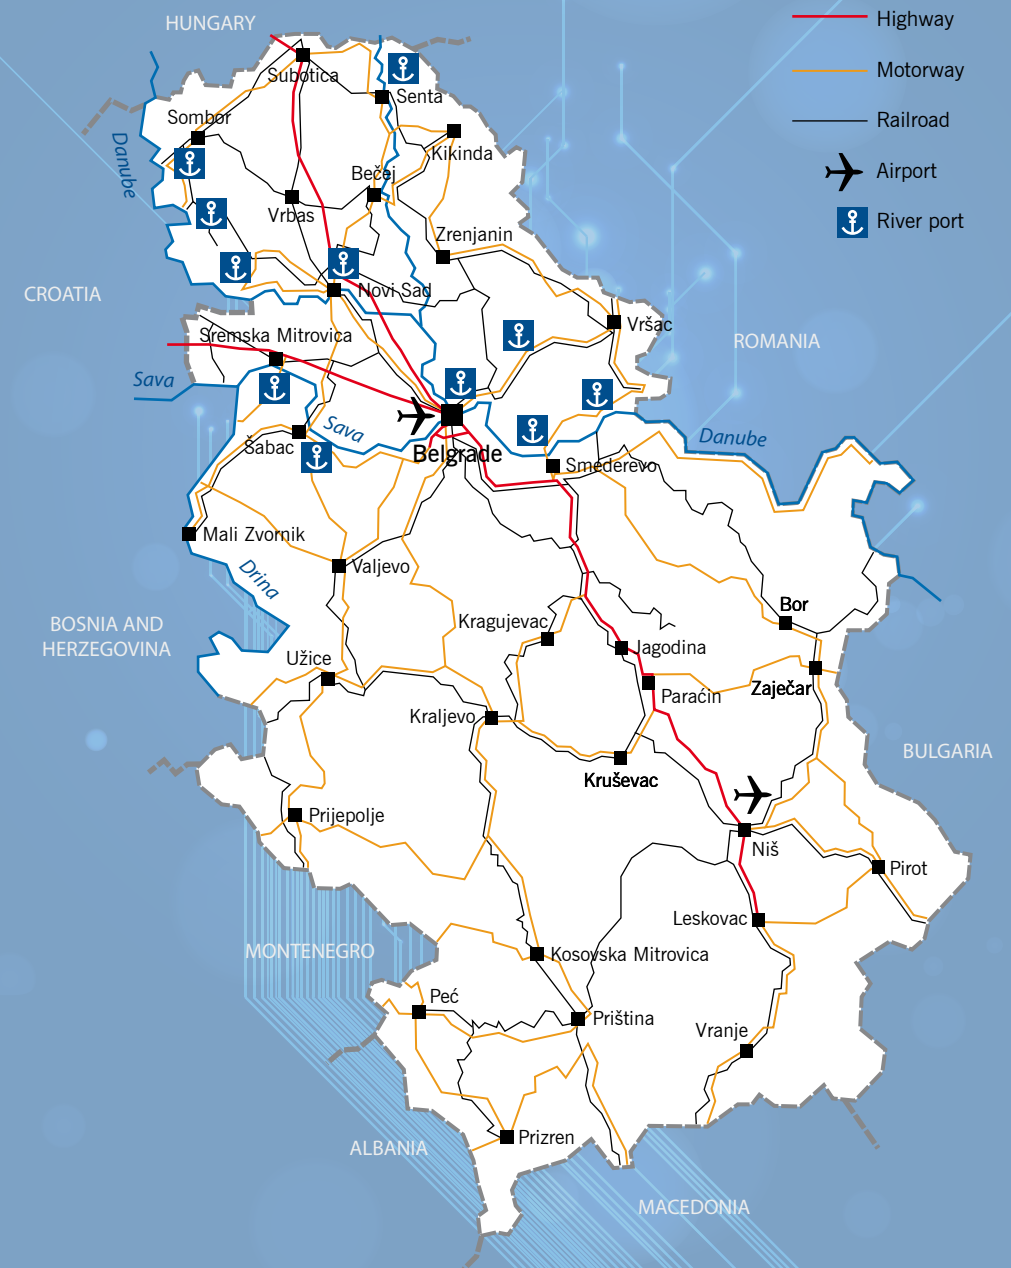 HUNGARY
Highway
Motorway
Railroad
Airport
River port
Subotica
Senta
Sombor
Kikinda
Danube
Bečej
Vrbas
Zrenjanin
CROATIA
Novi Sad
Vršac
Sremska Mitrovica
ROMANIA
Sava
Sava
Danube
Šabac
Belgrade
Smederevo
Mali Zvornik
Valjevo
Drina
Bor
BOSNIA AND
HERZEGOVINA
Kragujevac
Jagodina
Užice
Zaječar
Paraćin
Kraljevo
BULGARIA
Kruševac
Prijepolje
Niš
Pirot
Leskovac
MONTENEGRO
Kosovska Mitrovica
Peć
Priština
Vranje
Prizren
ALBANIA
MACEDONIA